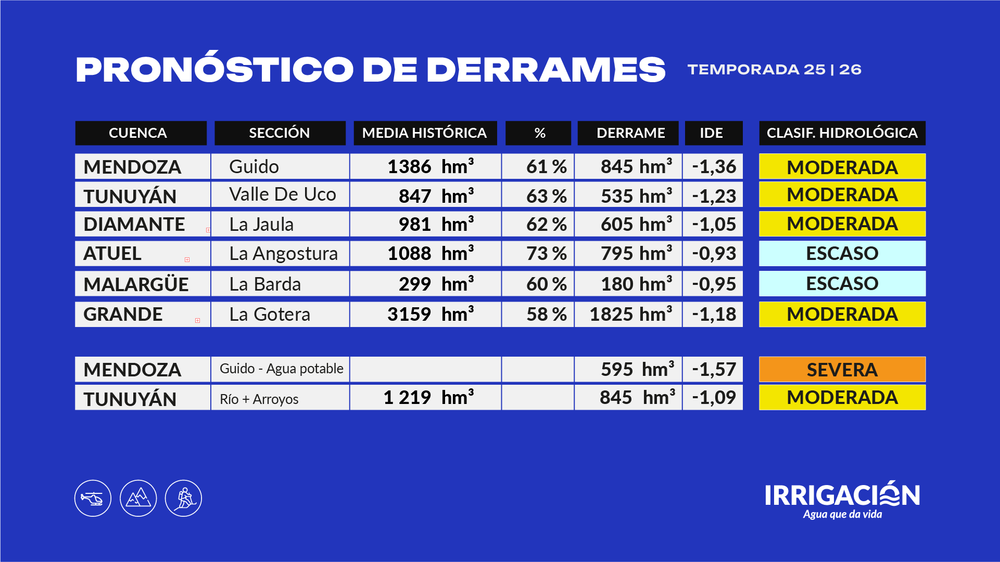 PRONÓSTICO DE DERRAMES TEMPORADA 25 | 26
CUENCA SECCIÓN MEDIA HISTÓRICA % DERRAME IDE CLASIF. HIDROLÓGICA
MENDOZA Guido 1386 hm³ 61 % 845 hm³ -1,36 MODERADA
TUNUYÁN Valle De Uco 847 hm³ 63 % 535 hm³ -1,23 MODERADA
DIAMANTE La Jaula 981 hm³ 62 % 605 hm³ -1,05 MODERADA
ATUEL La Angostura 1088 hm³ 73 % 795 hm³ -0,93 ESCASO
MALARGÜE La Barda 299 hm³ 60 % 180 hm³ -0,95 ESCASO
GRANDE La Gotera 3159 hm³ 58 % 1825 hm³ -1,18 MODERADA
MENDOZA Guido - Agua potable 595 hm³ -1,57 SEVERA
TUNUYÁN Río + Arroyos 1 219 hm³ 845 hm³ -1,09 MODERADA
IRRIGACIÓN
Agua que da vida